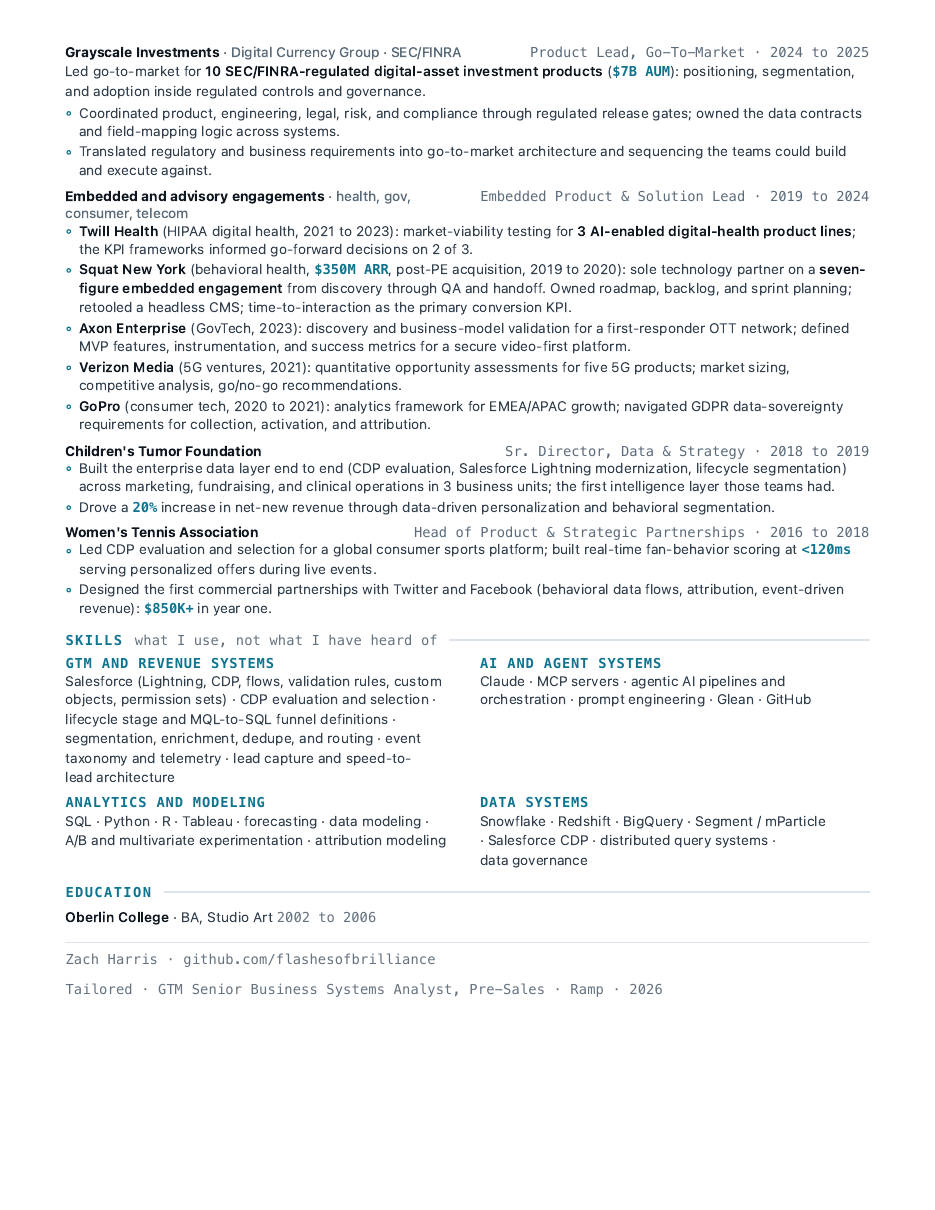 Grayscale Investments · Digital Currency Group · SEC/FINRA Product Lead, Go-To-Market · 2024 to 2025
Led go-to-market for 10 SEC/FINRA-regulated digital-asset investment products ($7B AUM): positioning, segmentation,
and adoption inside regulated controls and governance.
Coordinated product, engineering, legal, risk, and compliance through regulated release gates; owned the data contracts
and field-mapping logic across systems.
Translated regulatory and business requirements into go-to-market architecture and sequencing the teams could build
and execute against.
Embedded and advisory engagements · health, gov, Embedded Product & Solution Lead · 2019 to 2024
consumer, telecom
Twill Health (HIPAA digital health, 2021 to 2023): market-viability testing for 3 AI-enabled digital-health product lines;
the KPI frameworks informed go-forward decisions on 2 of 3.
Squat New York (behavioral health, $350M ARR, post-PE acquisition, 2019 to 2020): sole technology partner on a seven-
figure embedded engagement from discovery through QA and handoff. Owned roadmap, backlog, and sprint planning;
retooled a headless CMS; time-to-interaction as the primary conversion KPI.
Axon Enterprise (GovTech, 2023): discovery and business-model validation for a first-responder OTT network; defined
MVP features, instrumentation, and success metrics for a secure video-first platform.
Verizon Media (5G ventures, 2021): quantitative opportunity assessments for five 5G products; market sizing,
competitive analysis, go/no-go recommendations.
GoPro (consumer tech, 2020 to 2021): analytics framework for EMEA/APAC growth; navigated GDPR data-sovereignty
requirements for collection, activation, and attribution.
Children's Tumor Foundation Sr. Director, Data & Strategy · 2018 to 2019
Built the enterprise data layer end to end (CDP evaluation, Salesforce Lightning modernization, lifecycle segmentation)
across marketing, fundraising, and clinical operations in 3 business units; the first intelligence layer those teams had.
Drove a 20% increase in net-new revenue through data-driven personalization and behavioral segmentation.
Women's Tennis Association Head of Product & Strategic Partnerships · 2016 to 2018
Led CDP evaluation and selection for a global consumer sports platform; built real-time fan-behavior scoring at <120ms
serving personalized offers during live events.
Designed the first commercial partnerships with Twitter and Facebook (behavioral data flows, attribution, event-driven
revenue): $850K+ in year one.
SKILLS what I use, not what I have heard of
GTM AND REVENUE SYSTEMS
Salesforce (Lightning, CDP, flows, validation rules, custom
objects, permission sets) · CDP evaluation and selection ·
lifecycle stage and MQL-to-SQL funnel definitions ·
segmentation, enrichment, dedupe, and routing · event
taxonomy and telemetry · lead capture and speed-to-
lead architecture
AI AND AGENT SYSTEMS
Claude · MCP servers · agentic AI pipelines and
orchestration · prompt engineering · Glean · GitHub
ANALYTICS AND MODELING
SQL · Python · R · Tableau · forecasting · data modeling ·
A/B and multivariate experimentation · attribution modeling
DATA SYSTEMS
Snowflake · Redshift · BigQuery · Segment / mParticle
· Salesforce CDP · distributed query systems ·
data governance
EDUCATION
Oberlin College · BA, Studio Art 2002 to 2006
Zach Harris · github.com/flashesofbrilliance
Tailored · GTM Senior Business Systems Analyst, Pre-Sales · Ramp · 2026